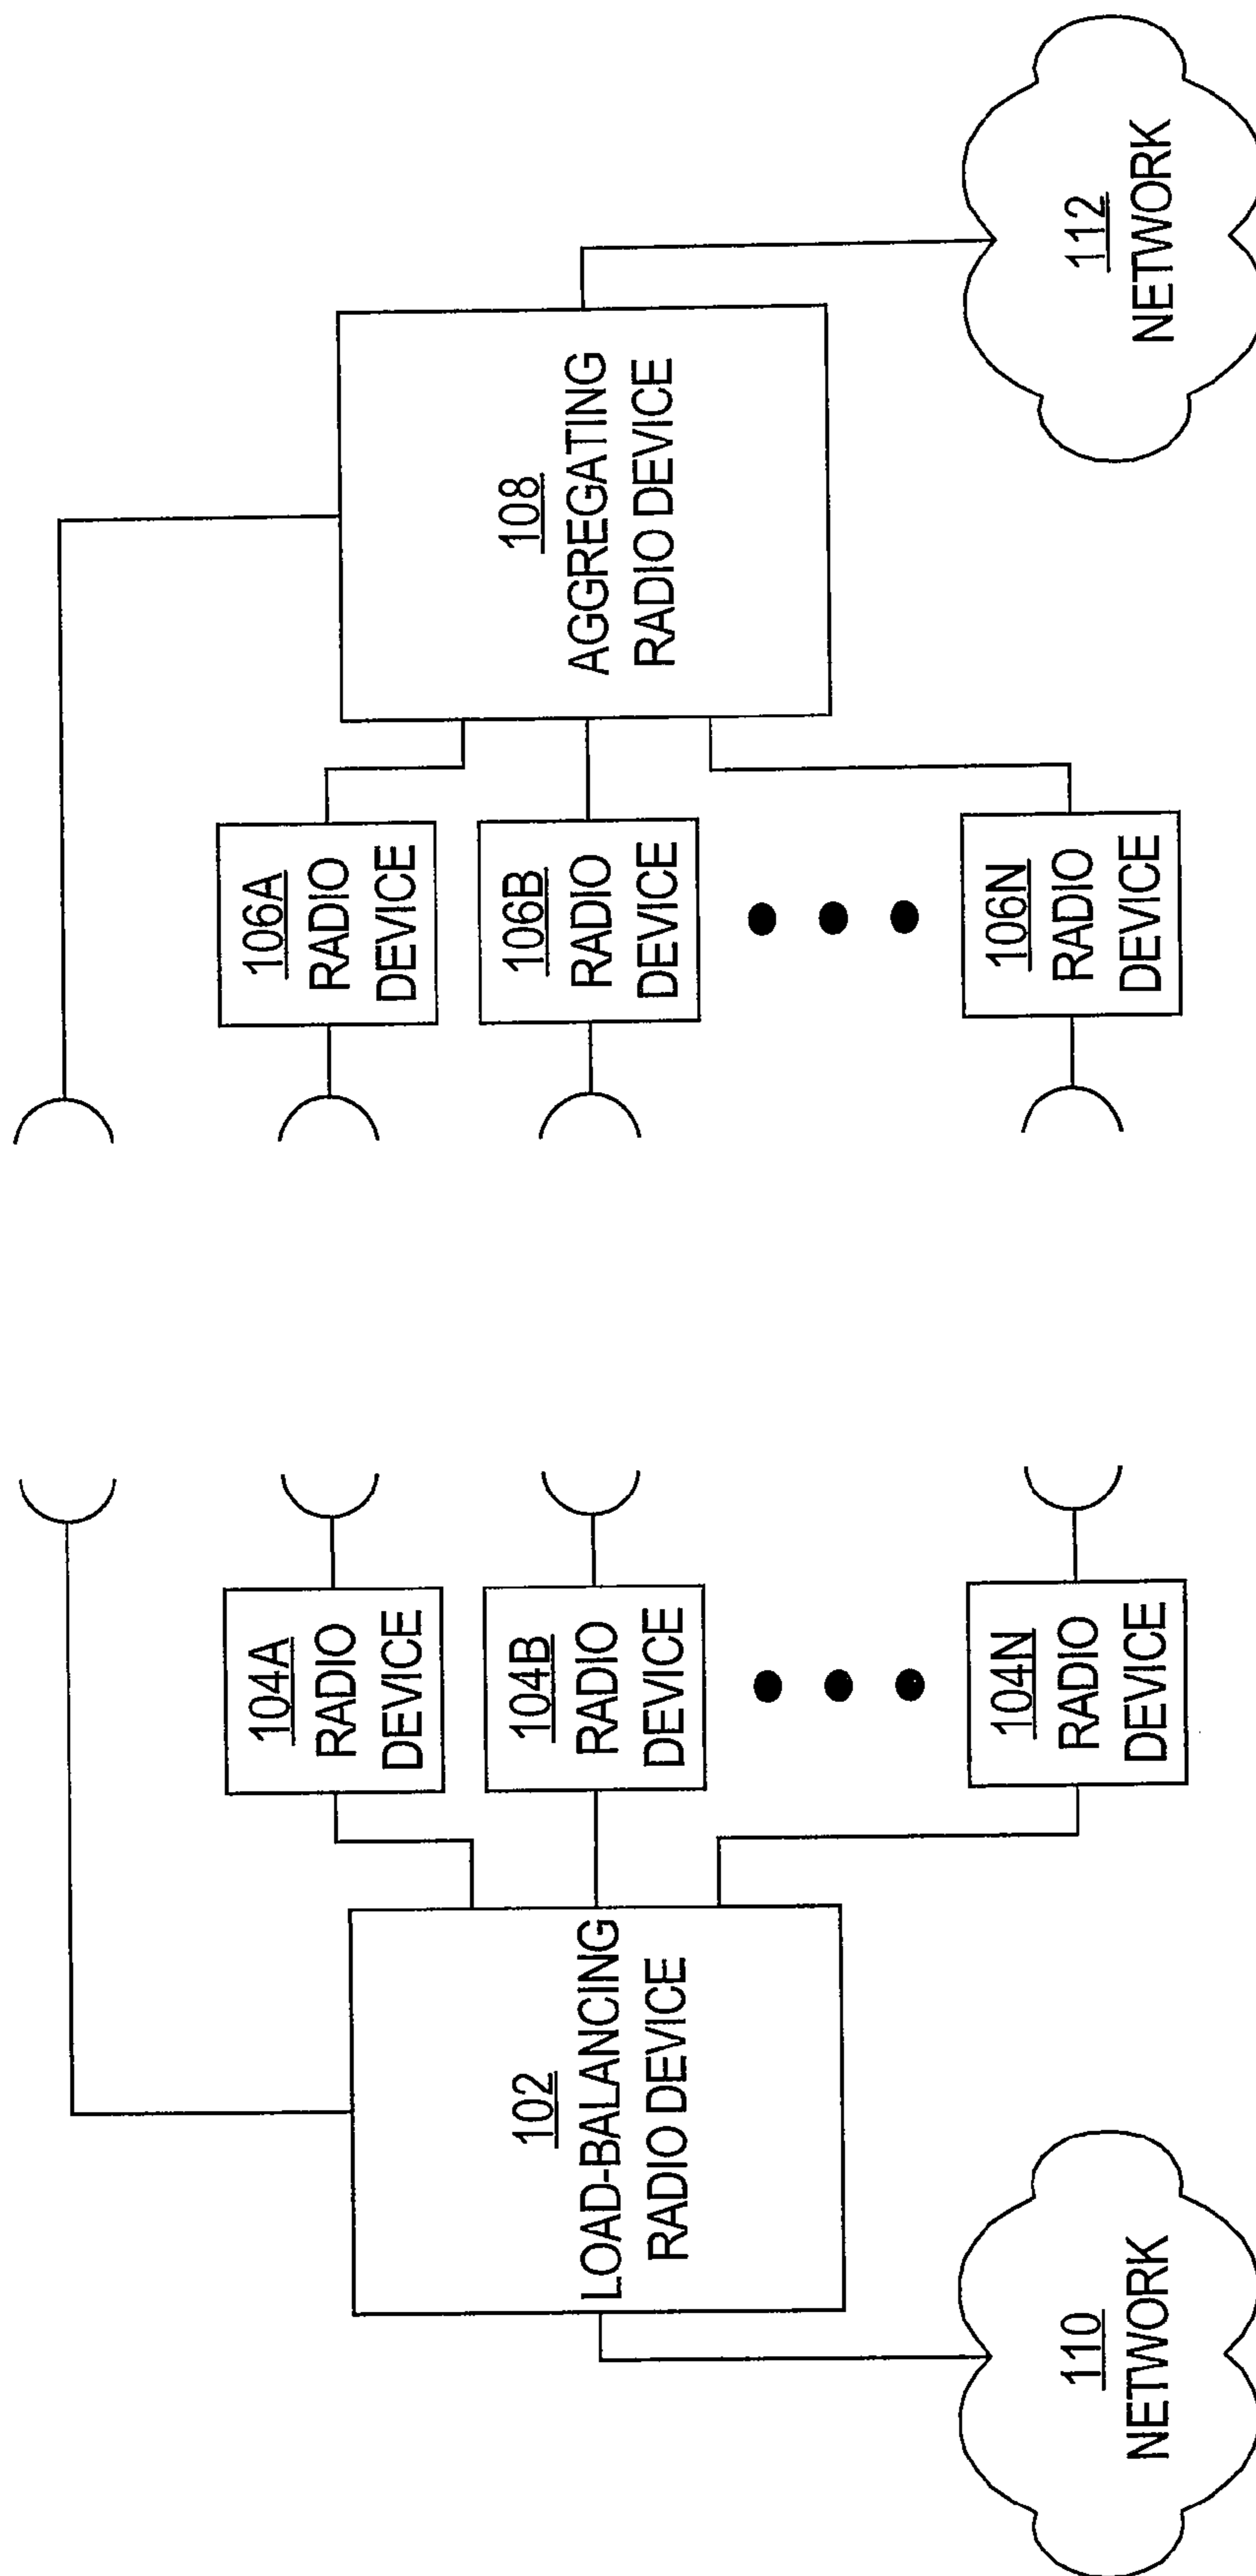 102
LOAD-BALANCING
RADIO DEVICE
104A
RADIO
DEVICE
104B
RADIO
DEVICE
104N
RADIO
DEVICE
110
NETWORK
106A
RADIO
DEVICE
106B
RADIO
DEVICE
106N
RADIO
DEVICE
108
AGGREGATING
RADIO DEVICE
112
NETWORK